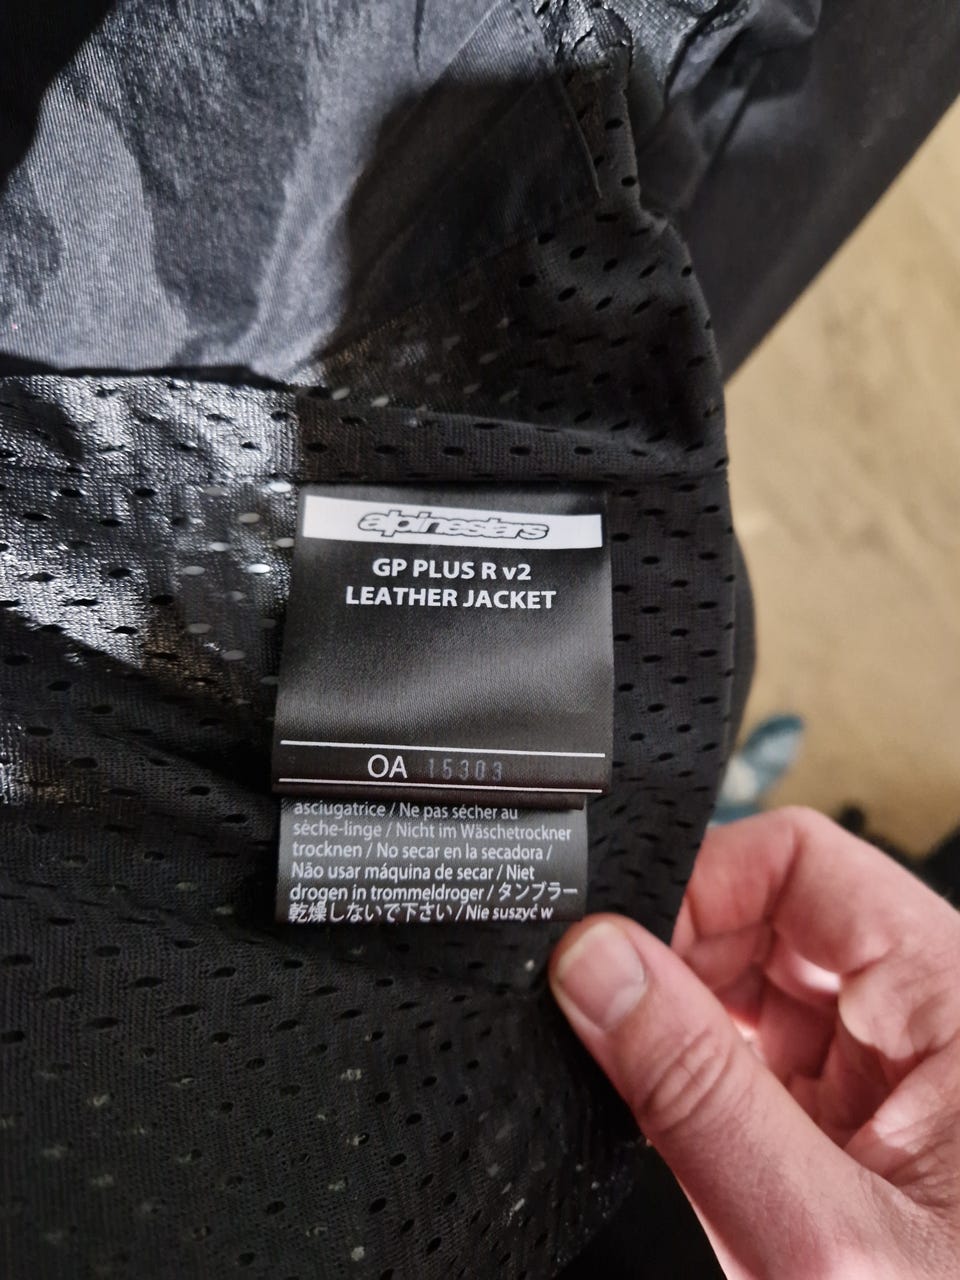 alpinestars
GP PLUS R v2
LEATHER JACKET
OA 15303
asciugatrice / Ne pas sécher au
sèche-linge / Nicht im Wäschetrockner
trocknen / No secar en la secadora /
Não usar máquina de secar / Niet
drogen in trommeldroger / タンブラー
乾燥しないで下さい / Nie suszyć w